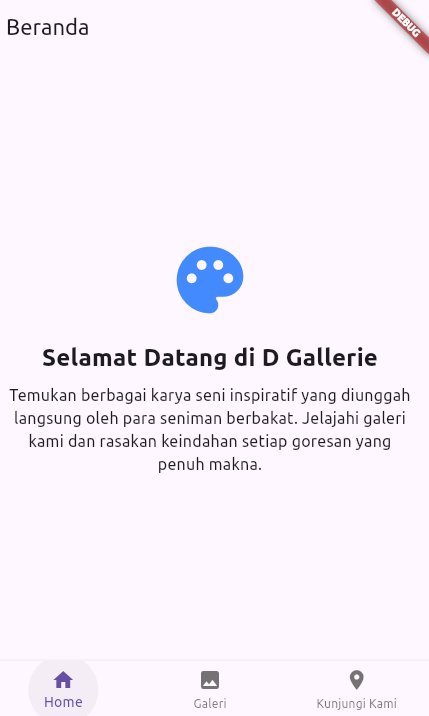 Beranda
DEBUG
Selamat Datang di D Gallerie
Temukan berbagai karya seni inspiratif yang diunggah
langsung oleh para seniman berbakat. Jelajahi galeri
kami dan rasakan keindahan setiap goresan yang
penuh makna.
Home
Galeri
Kunjungi Kami